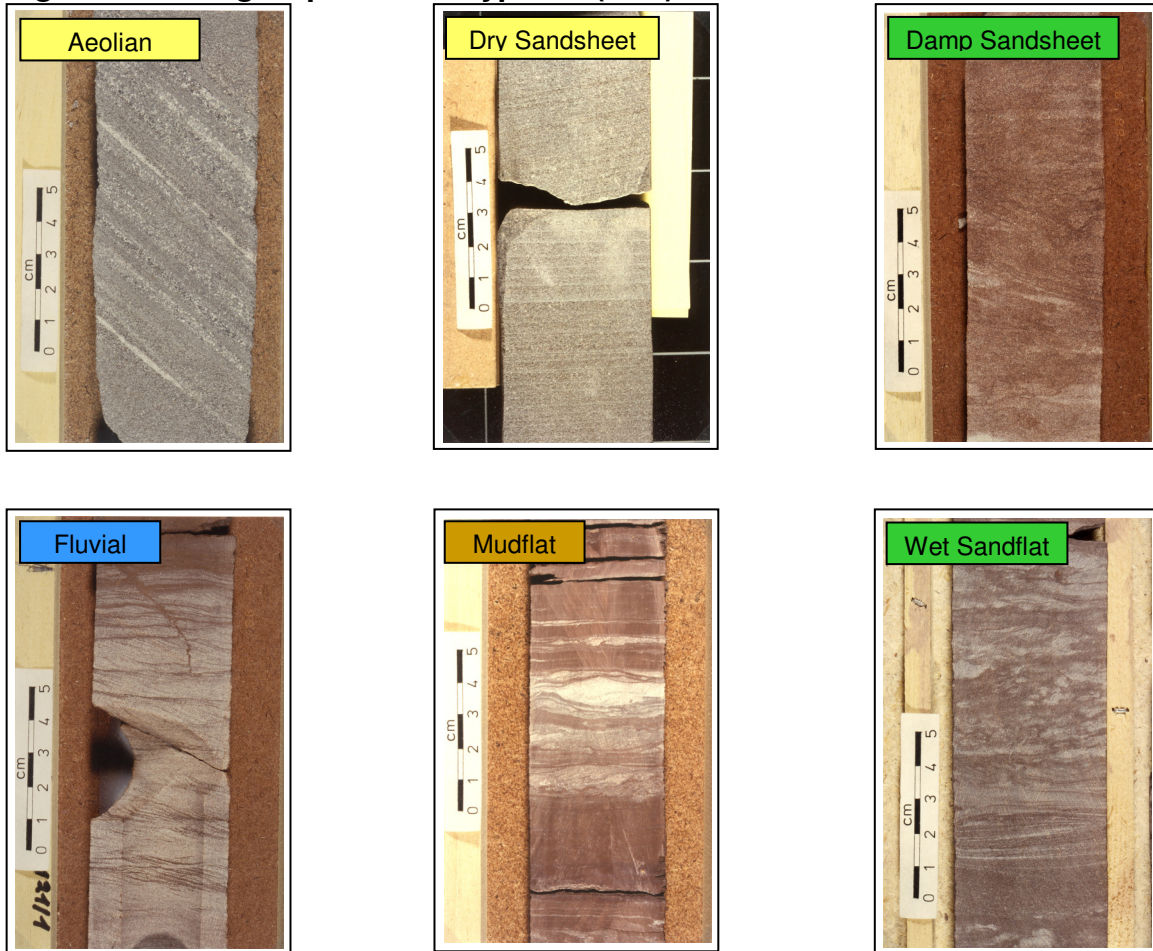 Aeolian
Dry Sandsheet
Damp Sandsheet
cm
0 1 2 3 4 5
cm
0 1 2 3 4 5
cm
0 1 2 3 4 5
Fluvial
Mudflat
Wet Sandflat
cm
0 1 2 3 4 5
cm
0 1 2 3 4 5
cm
0 1 2 3 4 5